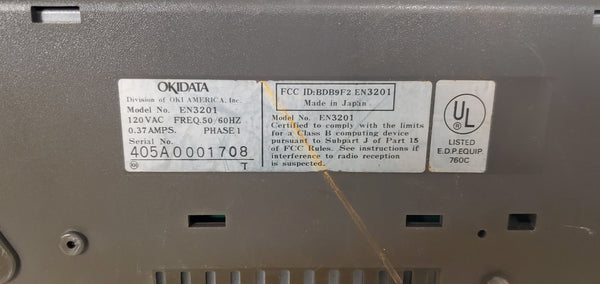 OKIDATA
Division of OKI AMERICA, Inc.
Model No. EN3201
120VAC FREQ.50/60HZ
0.37AMPS. PHASE1
Serial No.
405A0001708
T
FCC ID:BDB9F2 EN3201
Made in Japan
Model No. EN3201
Certified to comply with the limits
for a Class B computing device
pursuant to Subpart J of Part 15
of FCC Rules. See instructions if
interference to radio reception
is suspected.
UL
®
LISTED
E.D.P.EQUIP.
760C